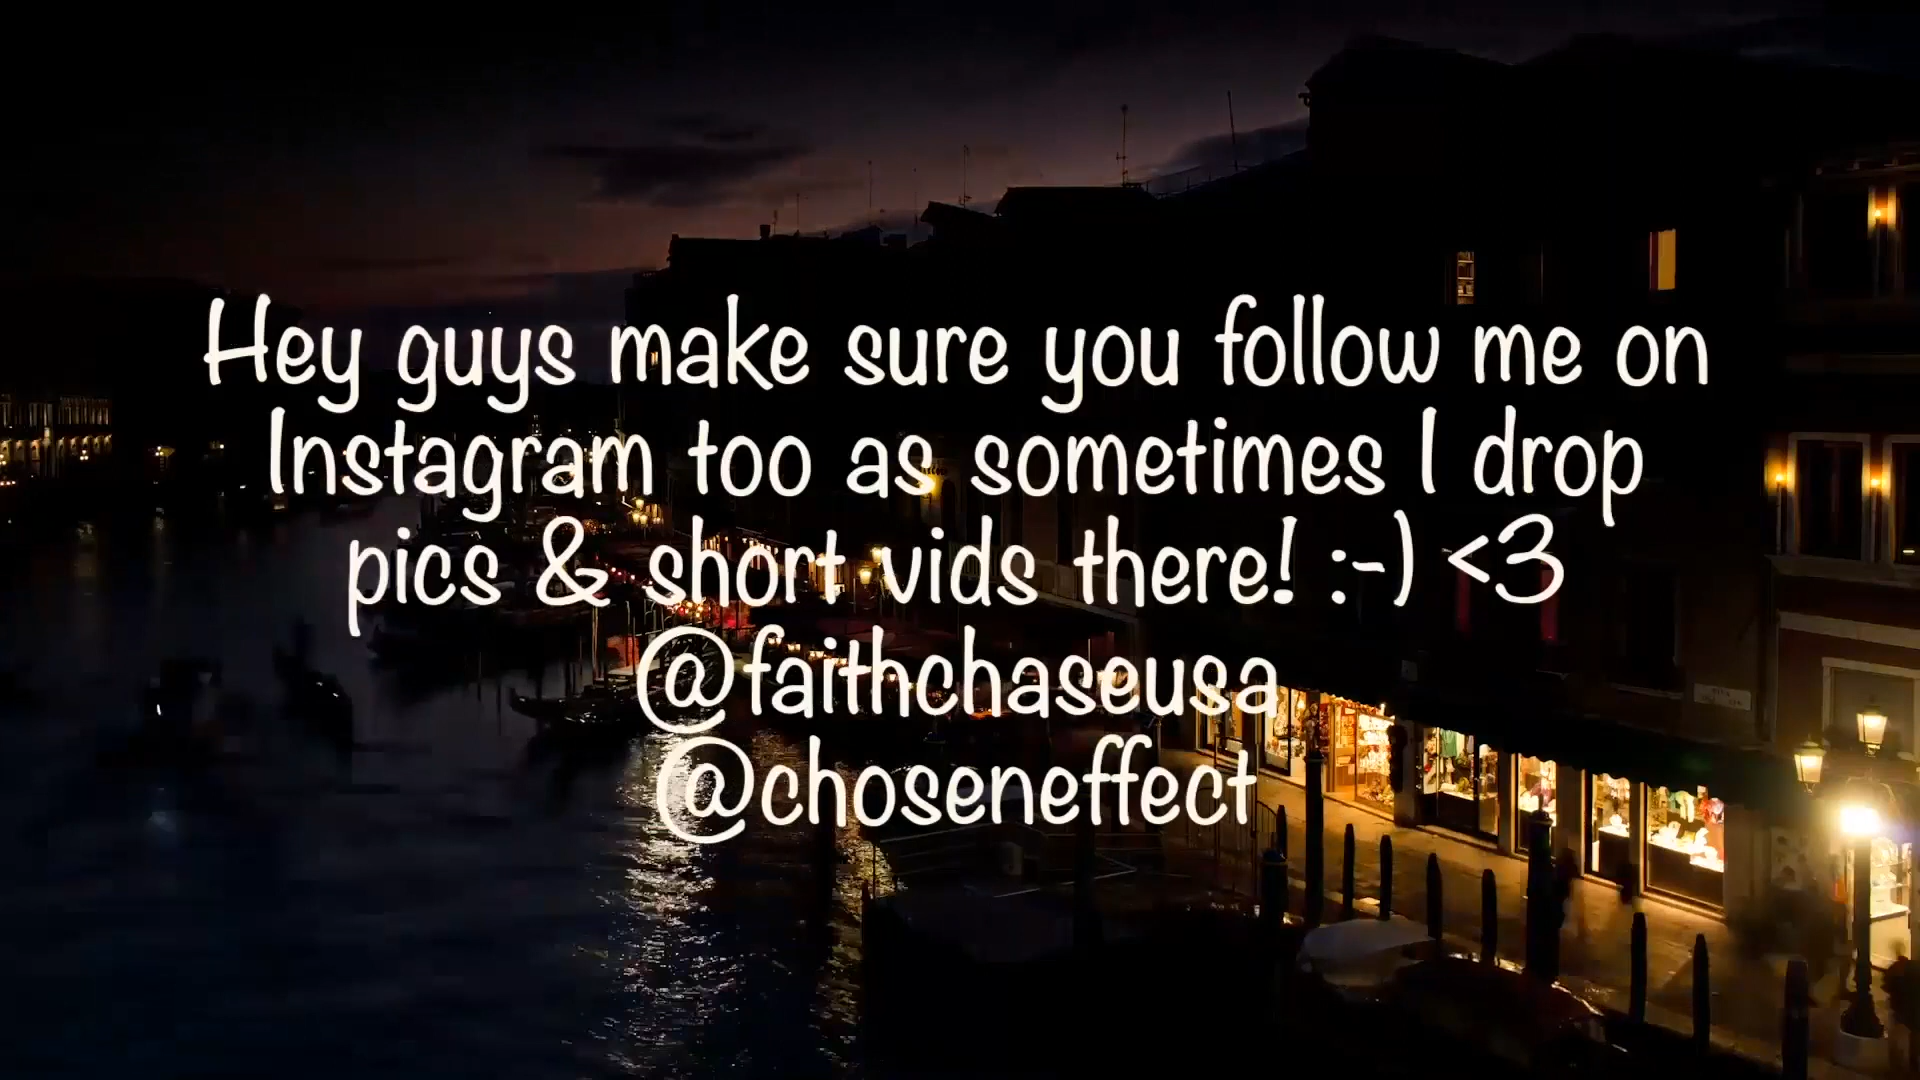 Hey guys make sure you follow me on
Instagram too as sometimes I drop
pics & short vids there! :-) <3
@faithchaseusa
@choseneffect